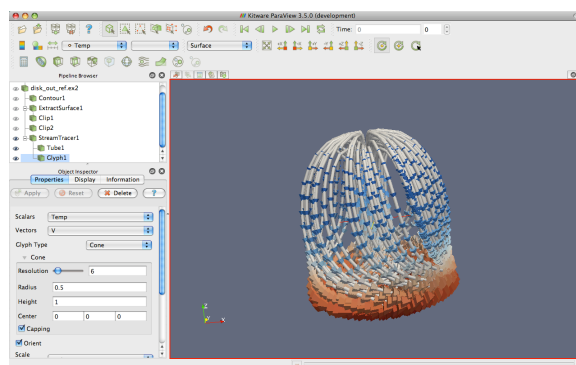 Kitware ParaView 3.5.0 (development)
Time: 0 0
Temp Surface
Pipeline Browser
disk_out_ref.ex2
Contour1
ExtractSurface1
Clip1
Clip2
StreamTracer1
Tube1
Glyph1
Object Inspector
Properties Display Information
Apply Reset Delete ?
Scalars Temp
Vectors V
Glyph Type Cone
Cone
Resolution 6
Radius 0.5
Height 1
Center 0 0 0
Capping
Orient
Scale
Z
Y X